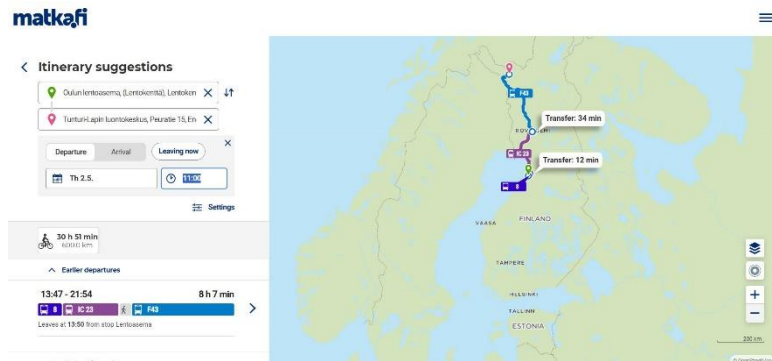 matka.fi
Itinerary suggestions
Oulun lentoasema, (Lentokenttä), Lentoken
Tunturi-Lapin luontokeskus, Peuratie 15, En
Departure
Arrival
Leaving now
Th 2.5.
11:00
Settings
30 h 51 min
Earlier departures
13:47 - 21:54
8 h 7 min
8
IC 23
F43
Leaves at 13:50 from stop Lentoasema
F43
Transfer: 34 min
IC 23
Transfer: 12 min
8
VAASA
FINLAND
TAMPERE
HELSINKI
TALLINN
ESTONIA
200 km